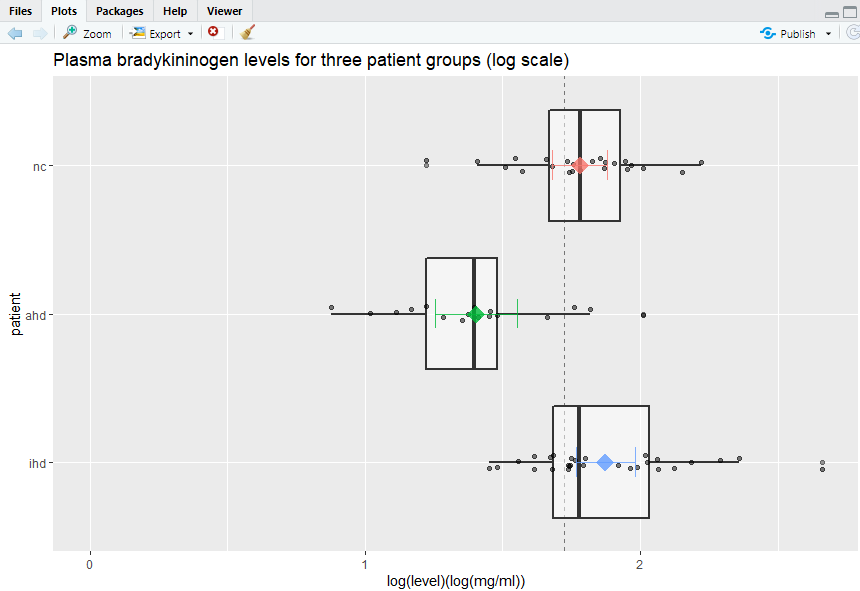 Files Plots Packages Help Viewer
Zoom Export Publish
Plasma bradykininogen levels for three patient groups (log scale)
nc
ahd
ihd
patient
0 1 2
log(level)(log(mg/ml))